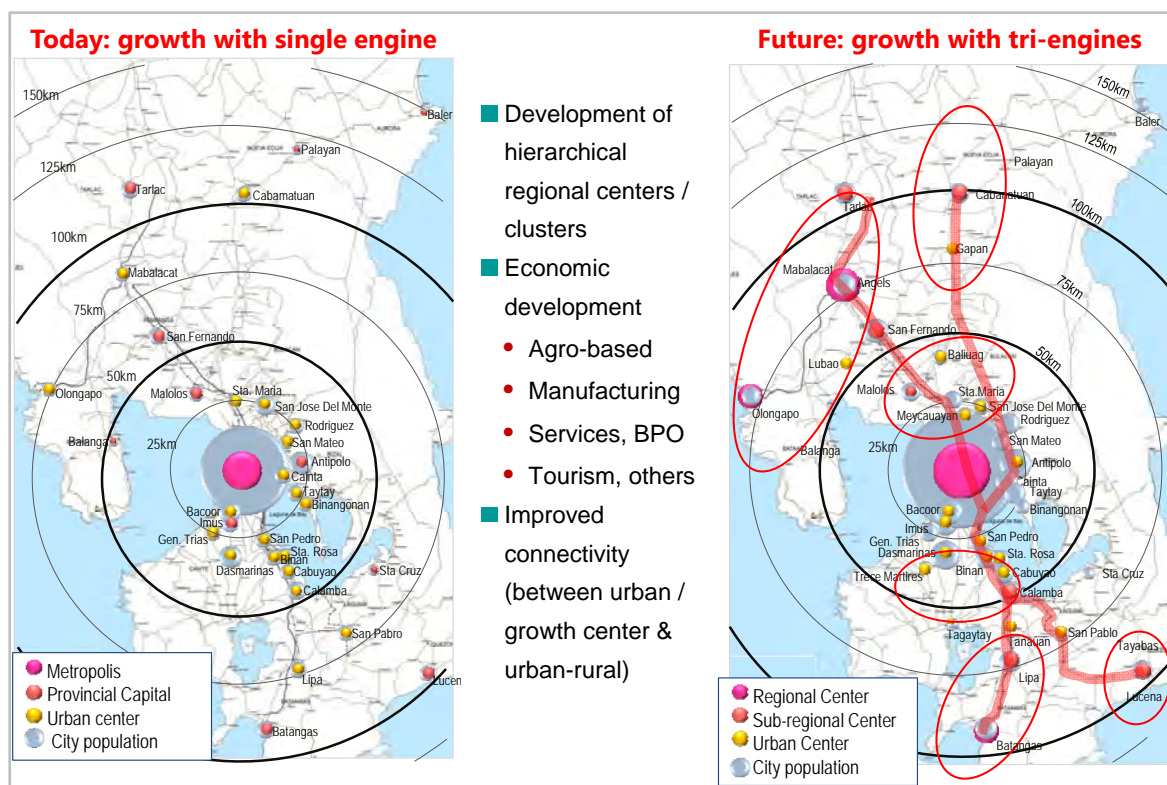 Today: growth with single engine
150km
125km
100km
75km
50km
25km
Baler
Palayan
Tarlac
Cabamatuan
Mabalacat
San Fernando
Olongapo
Malolos
Sta. Maria
San Jose Del Monte
Rodriguez
Balanga
San Mateo
Antipolo
Cainta
Taytay
Binangonan
Bacoor
Imus
Gen. Trias
San Pedro
Sta. Rosa
Binan
Dasmarinas
Cabuyao
Sta Cruz
Calamba
San Pabro
Lipa
Lucen
Batangas
Metropolis
Provincial Capital
Urban center
City population
Development of
hierarchical
regional centers /
clusters
Economic
development
• Agro-based
• Manufacturing
• Services, BPO
• Tourism, others
Improved
connectivity
(between urban /
growth center &
urban-rural)
Future: growth with tri-engines
150km
125km
100km
75km
50km
25km
Baler
Palayan
Tarlac
Cabanatuan
Gapan
Mabalacat
Angels
San Fernando
Lubao
Baliuag
Malolos
Sta.Maria
Olongapo
Meycauayan
San Jose Del Monte
Rodriguez
San Mateo
Balanga
Antipolo
Cainta
Taytay
Binangonan
Bacoor
Imus
Gen. Trias
Dasmarinas
San Pedro
Sta. Rosa
Trece Martires
Binan
Cabuyao
Sta Cruz
Calamba
Tagaytay
Tanauan
San Pablo
Tayabas
Lipa
Lucena
Batangas
Regional Center
Sub-regional Center
Urban Center
City population